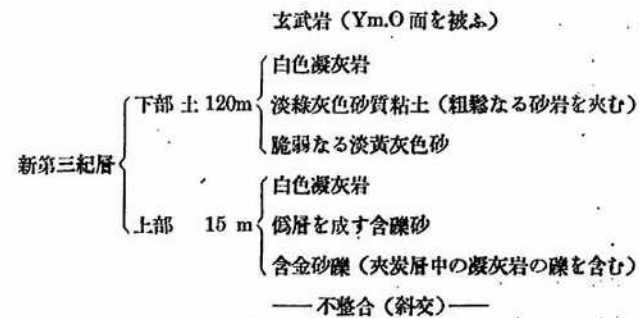 玄武岩（Ym.O 面を被ふ）
白色凝灰岩
下部 土 120m
淡綠灰色砂質粘土（粗鬆なる砂岩を夾む）
脆弱なる淡黃灰色砂
新第三紀層
白色凝灰岩
上部 15 m
僞層を成す含礫砂
含金砂礫（夾炭層中の凝灰岩の礫を含む）
—— 不整合（斜交）——